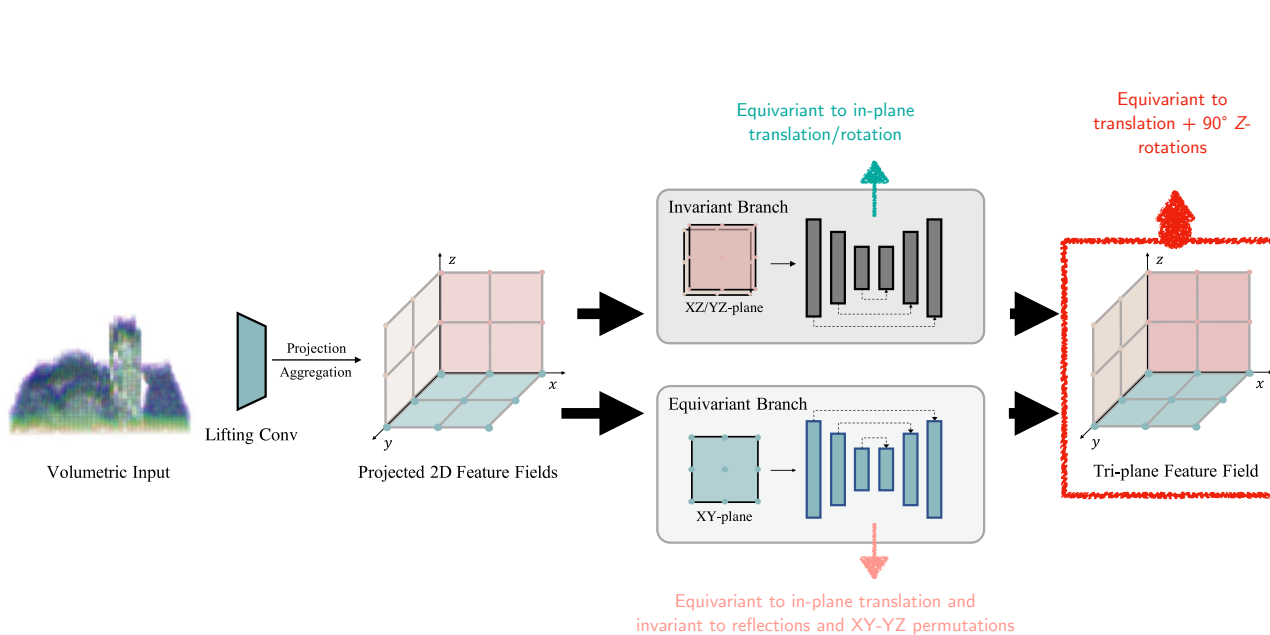 Equivariant to in-plane
translation/rotation
Equivariant to
translation + 90° Z-
rotations
Invariant Branch
XZ/YZ-plane
z
x
y
Projection
Aggregation
Lifting Conv
Volumetric Input
Projected 2D Feature Fields
Equivariant Branch
XY-plane
z
x
y
Tri-plane Feature Field
Equivariant to in-plane translation and
invariant to reflections and XY-YZ permutations